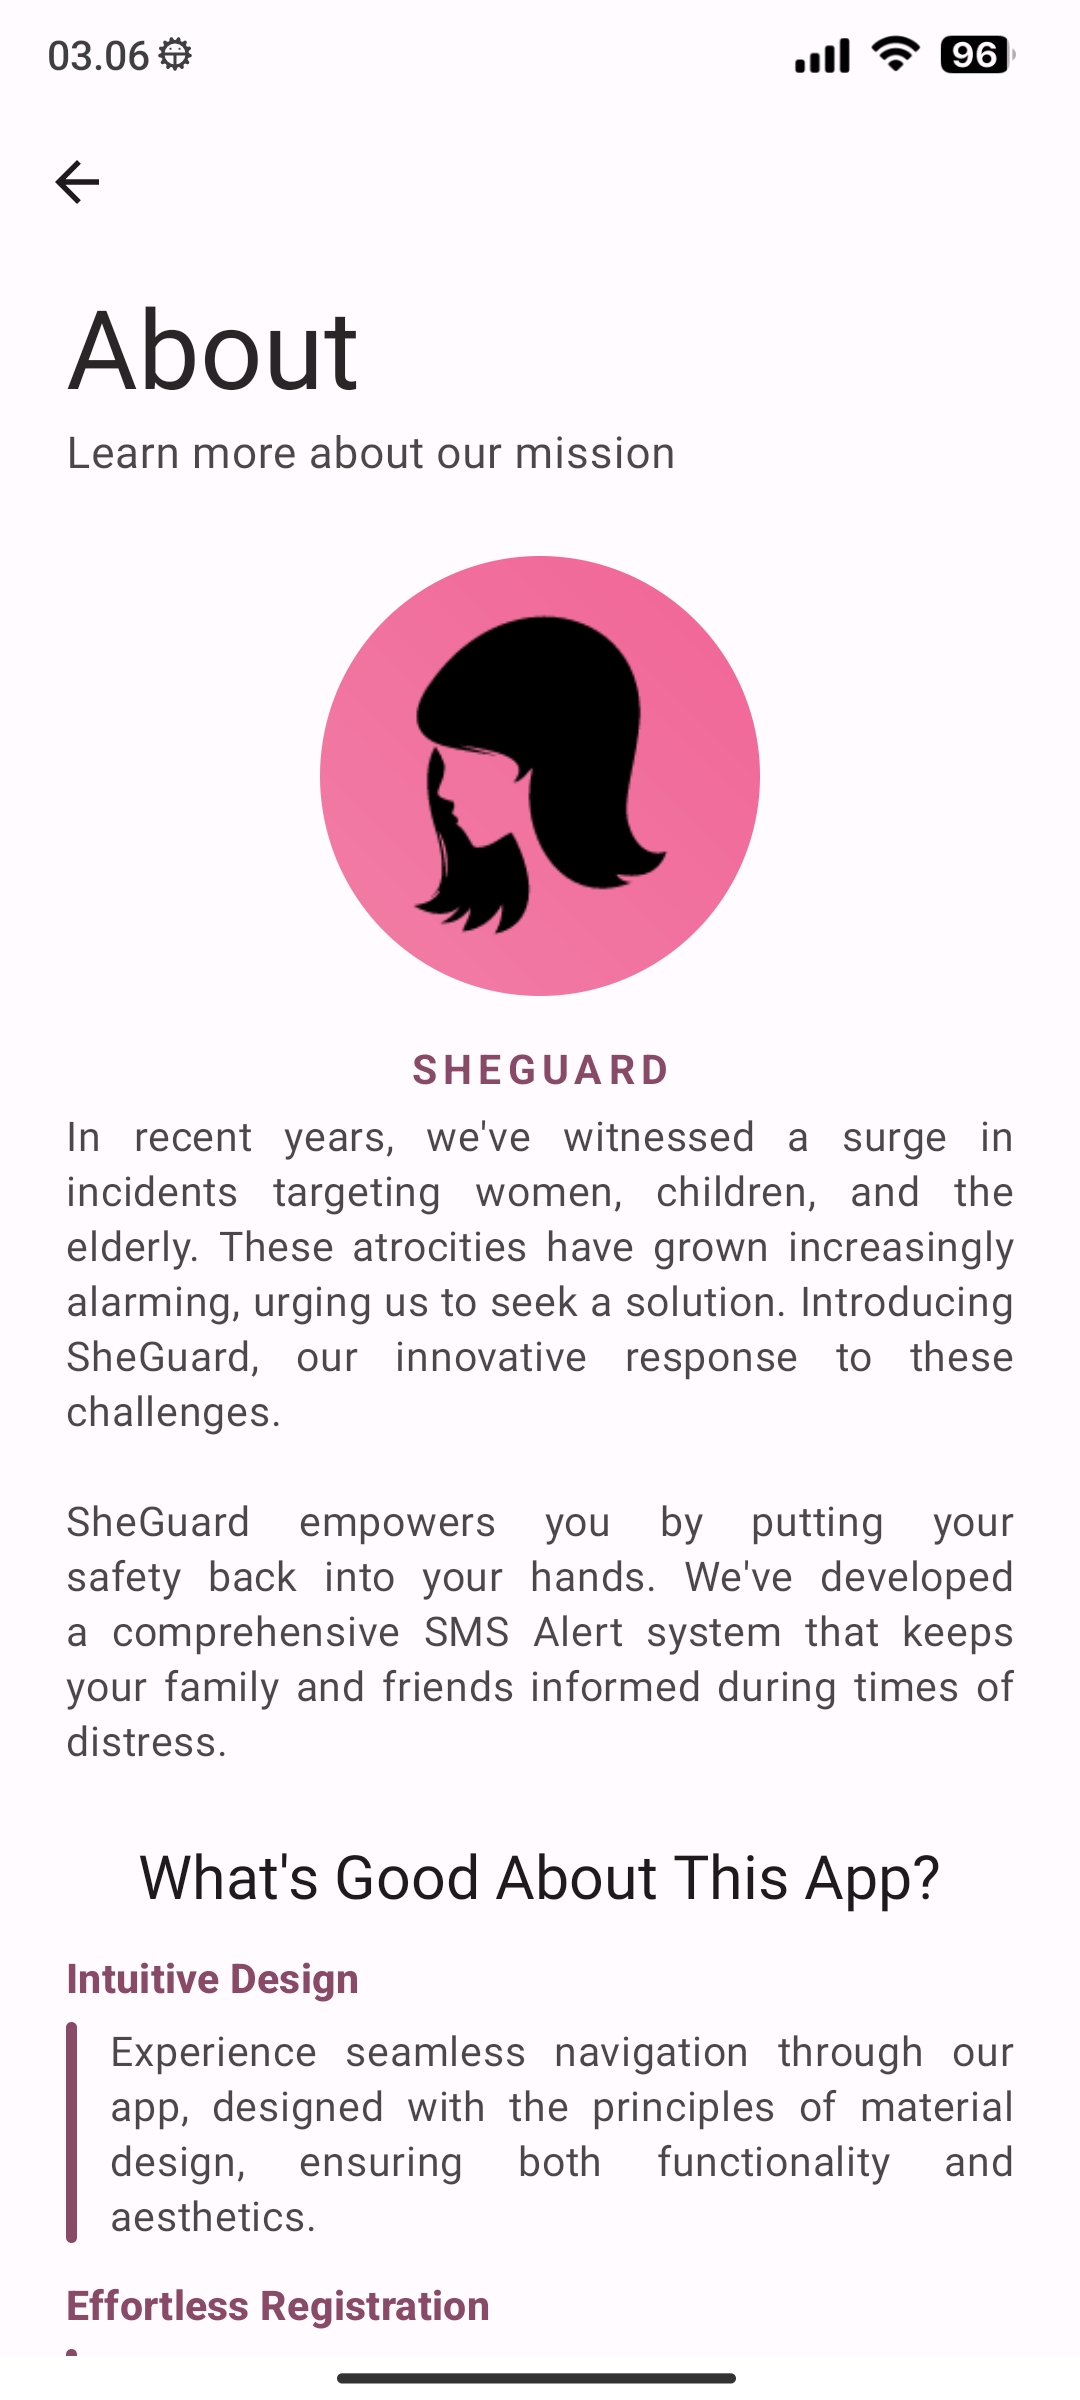 03.06
96
About
Learn more about our mission
SHEGUARD
In recent years, we've witnessed a surge in
incidents targeting women, children, and the
elderly. These atrocities have grown increasingly
alarming, urging us to seek a solution. Introducing
SheGuard, our innovative response to these
challenges.
SheGuard empowers you by putting your
safety back into your hands. We've developed
a comprehensive SMS Alert system that keeps
your family and friends informed during times of
distress.
What's Good About This App?
Intuitive Design
Experience seamless navigation through our
app, designed with the principles of material
design, ensuring both functionality and
aesthetics.
Effortless Registration